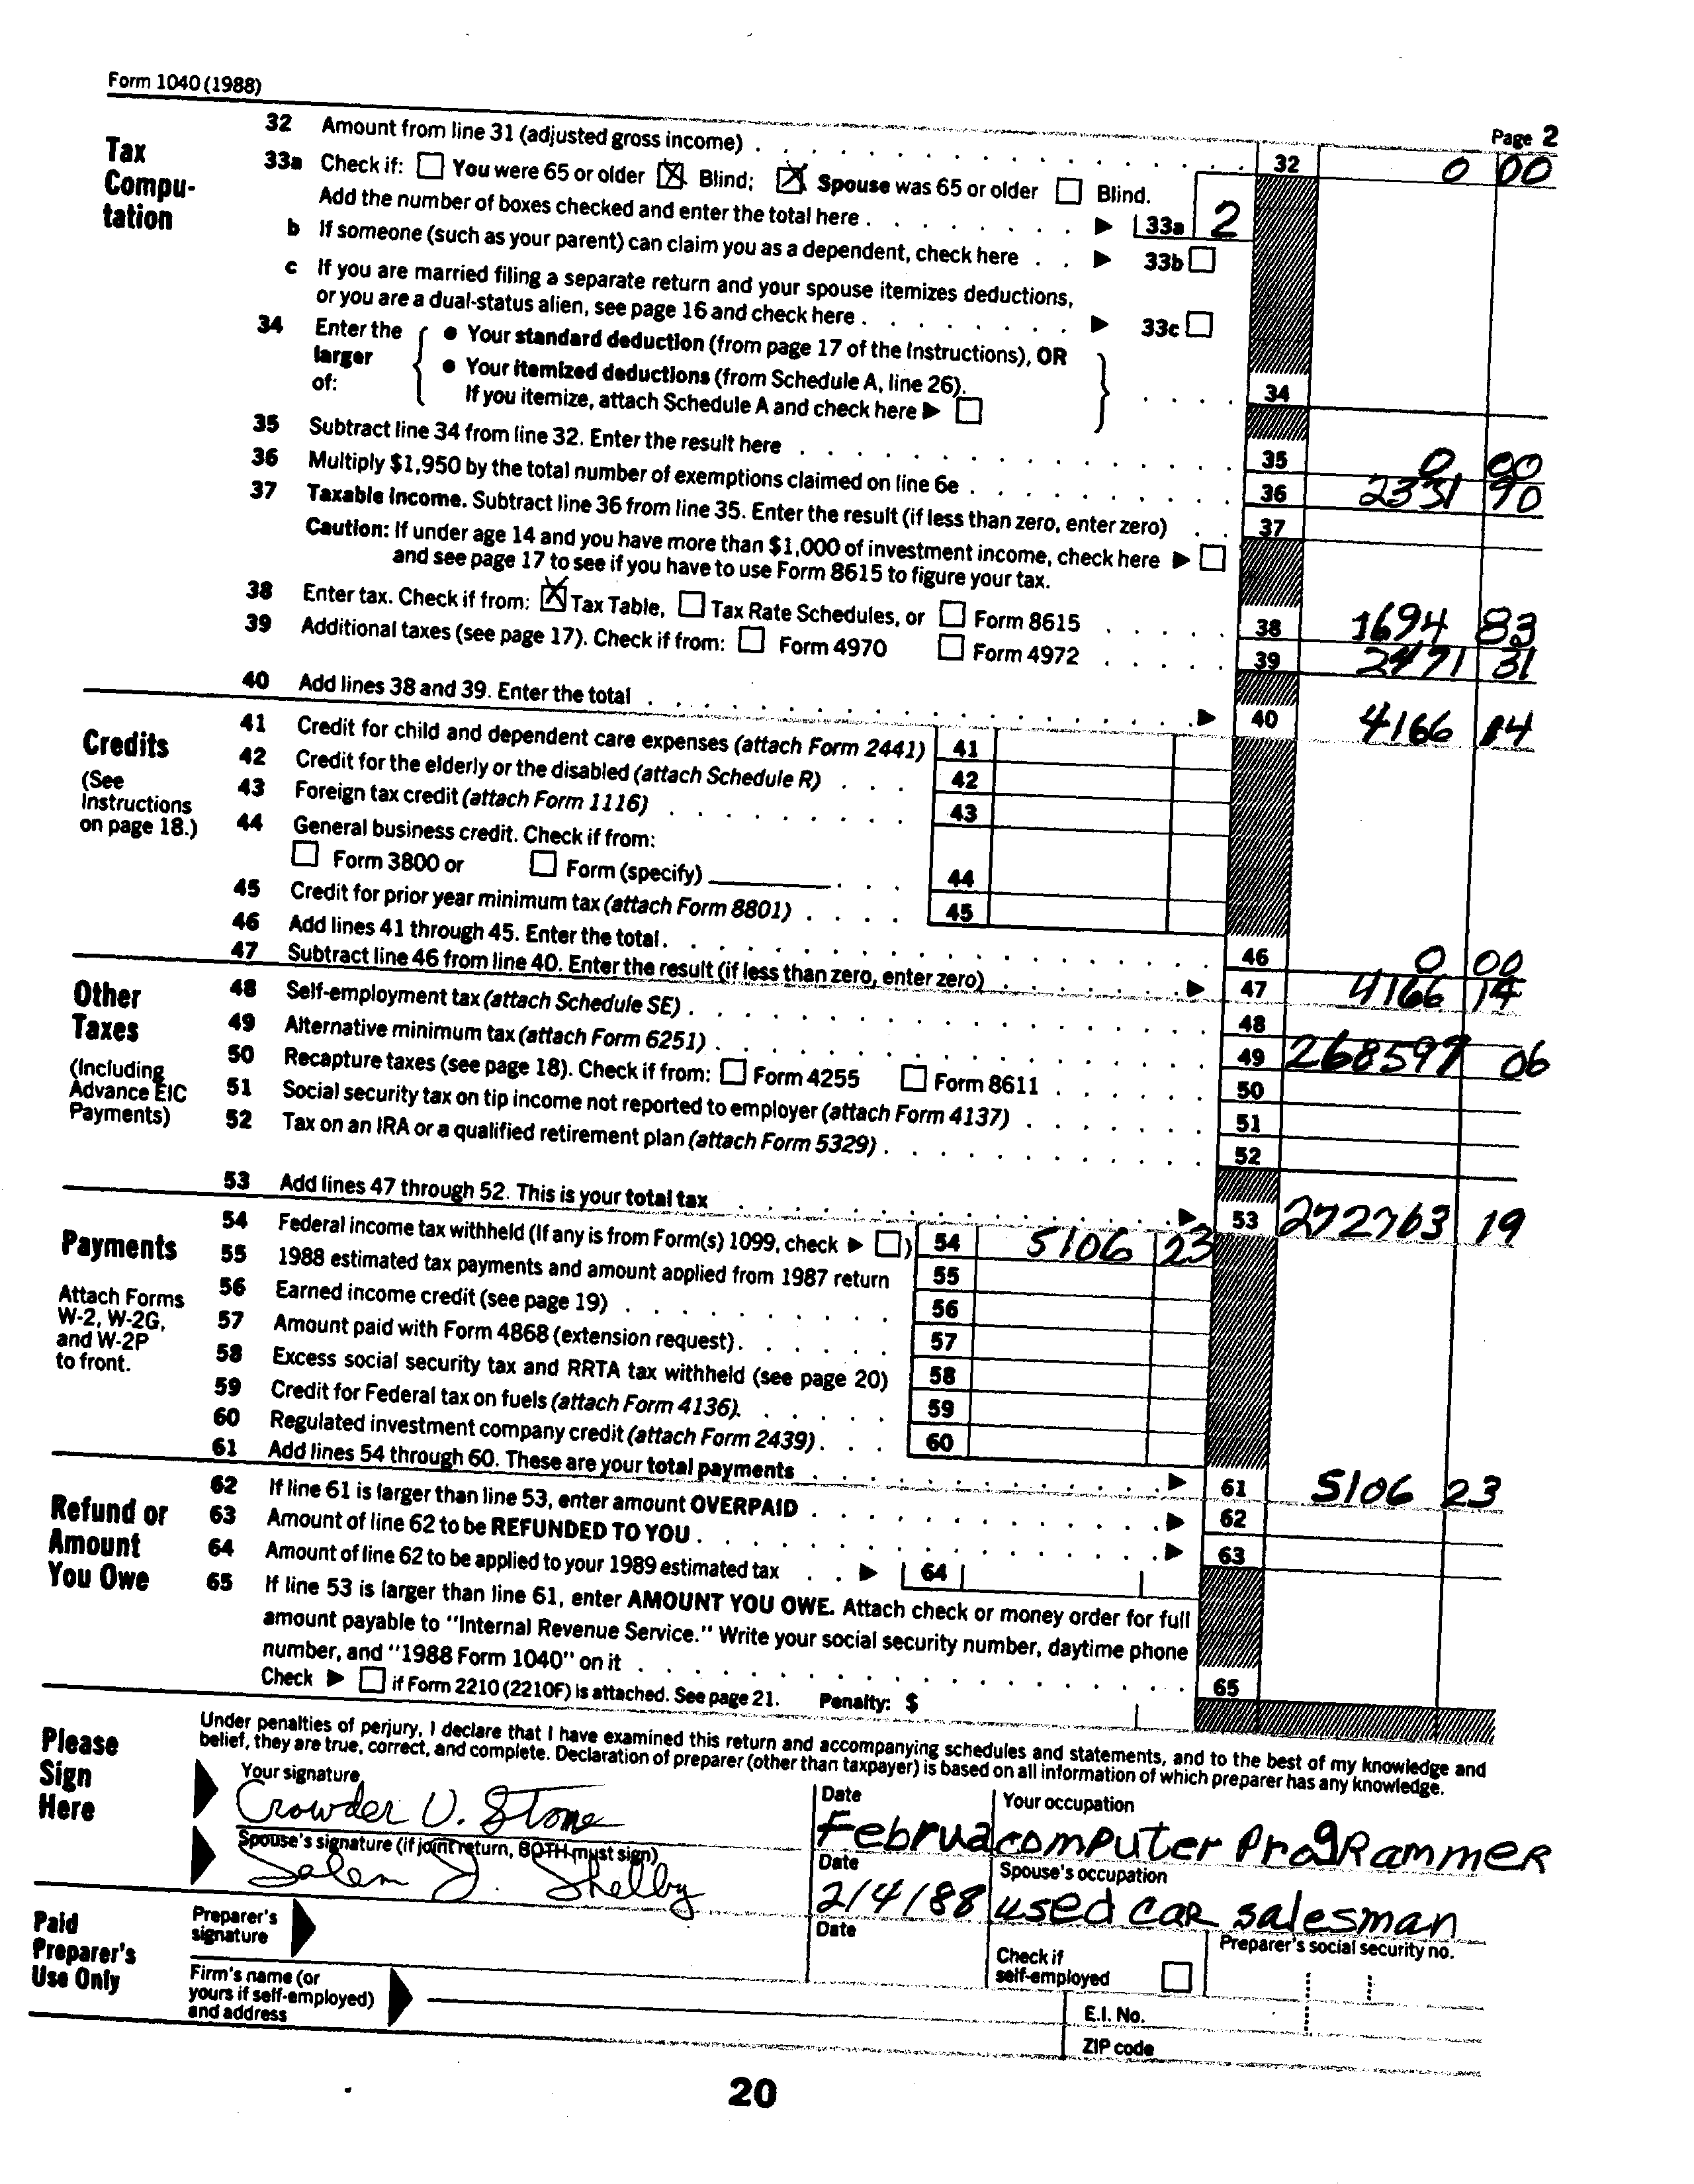 Form 1040 (1988)
Page 2
Tax Compu-tation
32 Amount from line 31 (adjusted gross income) 32 0 00
33a Check if: You were 65 or older ☒ Blind; ☒ Spouse was 65 or older Blind.
Add the number of boxes checked and enter the total here 33a 2
b If someone (such as your parent) can claim you as a dependent, check here 33b
c If you are married filing a separate return and your spouse itemizes deductions,
or you are a dual-status alien, see page 16 and check here 33c
34 Enter the larger of:
• Your standard deduction (from page 17 of the Instructions), OR
• Your itemized deductions (from Schedule A, line 26).
If you itemize, attach Schedule A and check here 34
35 Subtract line 34 from line 32. Enter the result here 35 0 00
36 Multiply $1,950 by the total number of exemptions claimed on line 6e 36 2331 90
37 Taxable income. Subtract line 36 from line 35. Enter the result (if less than zero, enter zero) 37
Caution: If under age 14 and you have more than $1,000 of investment income, check here
and see page 17 to see if you have to use Form 8615 to figure your tax.
38 Enter tax. Check if from: ☒ Tax Table, Tax Rate Schedules, or Form 8615 38 1694 83
39 Additional taxes (see page 17). Check if from: Form 4970 Form 4972 39 2471 31
40 Add lines 38 and 39. Enter the total 40 4166 14
Credits
(See Instructions on page 18.)
41 Credit for child and dependent care expenses (attach Form 2441) 41
42 Credit for the elderly or the disabled (attach Schedule R) 42
43 Foreign tax credit (attach Form 1116) 43
44 General business credit. Check if from:
Form 3800 or Form (specify) 44
45 Credit for prior year minimum tax (attach Form 8801) 45
46 Add lines 41 through 45. Enter the total 46 0 00
47 Subtract line 46 from line 40. Enter the result (if less than zero, enter zero) 47 4166 14
Other Taxes
(Including Advance EIC Payments)
48 Self-employment tax (attach Schedule SE) 48
49 Alternative minimum tax (attach Form 6251) 49 268597 06
50 Recapture taxes (see page 18). Check if from: Form 4255 Form 8611 50
51 Social security tax on tip income not reported to employer (attach Form 4137) 51
52 Tax on an IRA or a qualified retirement plan (attach Form 5329) 52
53 Add lines 47 through 52. This is your total tax 53 272763 19
Payments
Attach Forms W-2, W-2G, and W-2P to front.
54 Federal income tax withheld (If any is from Form(s) 1099, check ) 54 5106 23
55 1988 estimated tax payments and amount applied from 1987 return 55
56 Earned income credit (see page 19) 56
57 Amount paid with Form 4868 (extension request) 57
58 Excess social security tax and RRTA tax withheld (see page 20) 58
59 Credit for Federal tax on fuels (attach Form 4136) 59
60 Regulated investment company credit (attach Form 2439) 60
61 Add lines 54 through 60. These are your total payments 61 5106 23
Refund or Amount You Owe
62 If line 61 is larger than line 53, enter amount OVERPAID 62
63 Amount of line 62 to be REFUNDED TO YOU 63
64 Amount of line 62 to be applied to your 1989 estimated tax 64
65 If line 53 is larger than line 61, enter AMOUNT YOU OWE. Attach check or money order for full
amount payable to "Internal Revenue Service." Write your social security number, daytime phone
number, and "1988 Form 1040" on it 65
Check if Form 2210 (2210F) is attached. See page 21. Penalty: $
Please Sign Here
Under penalties of perjury, I declare that I have examined this return and accompanying schedules and statements, and to the best of my knowledge and
belief, they are true, correct, and complete. Declaration of preparer (other than taxpayer) is based on all information of which preparer has any knowledge.
Your signature Date Your occupation
Crowder V. Stone Februa computer ProgRammeR
Spouse's signature (if joint return, BOTH must sign) Date Spouse's occupation
Salem J. Shelby 2/4/88 used caR salesman
Paid Preparer's Use Only
Preparer's signature Date Check if self-employed Preparer's social security no.
Firm's name (or yours if self-employed) and address
E.I. No.
ZIP code
20